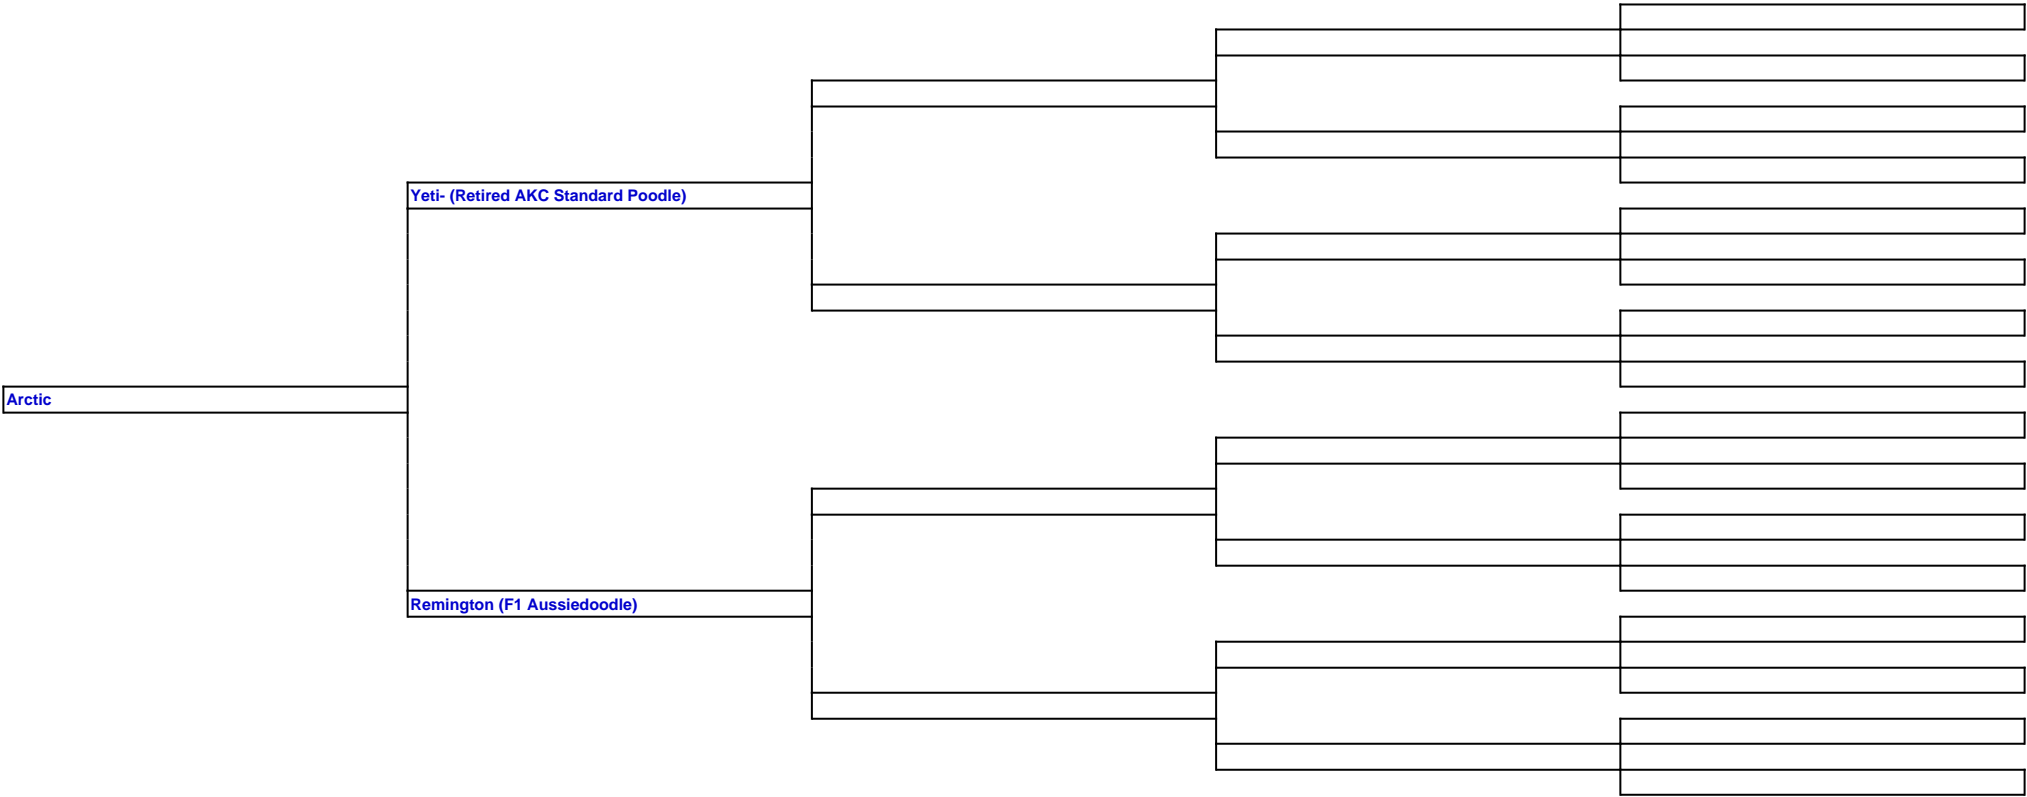 Yeti- (Retired AKC Standard Poodle)
Arctic
Remington (F1 Aussiedoodle)